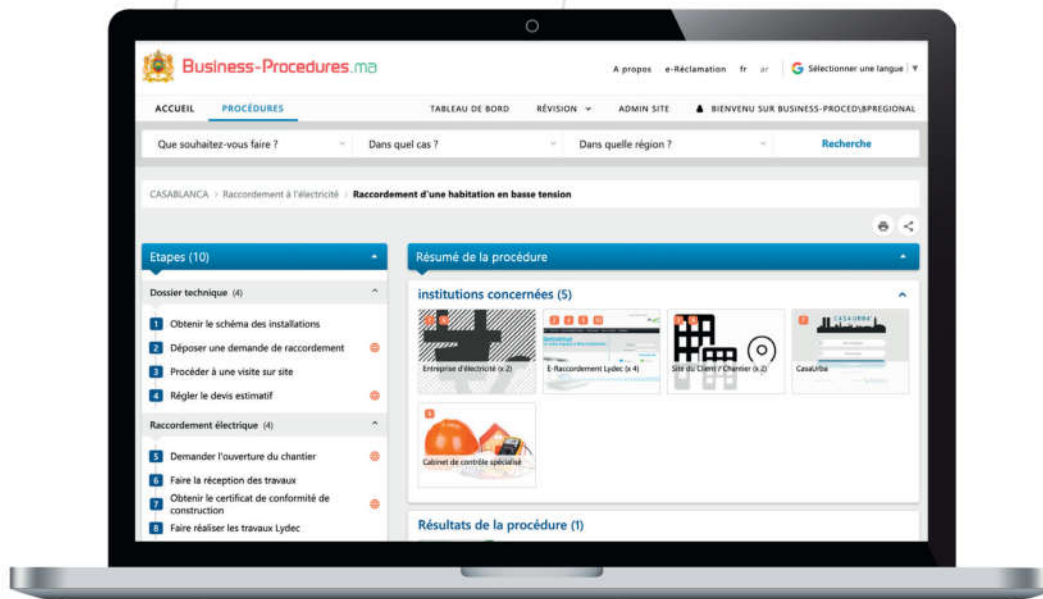 Business-Procedures.ma
A propos e-Réclamation fr ar Sélectionner une langue
ACCUEIL PROCÉDURES TABLEAU DE BORD RÉVISION ADMIN SITE BIENVENU SUR BUSINESS-PROCED\BPREGIONAL
Que souhaitez-vous faire ? Dans quel cas ? Dans quelle région ? Recherche
CASABLANCA > Raccordement à l'électricité > Raccordement d'une habitation en basse tension
Etapes (10)
Dossier technique (4)
1 Obtenir le schéma des installations
2 Déposer une demande de raccordement
3 Procéder à une visite sur site
4 Régler le devis estimatif
Raccordement électrique (4)
5 Demander l'ouverture du chantier
6 Faire la réception des travaux
7 Obtenir le certificat de conformité de
construction
8 Faire réaliser les travaux Lydec
Résumé de la procédure
institutions concernées (5)
Entreprise d'électricité (x 2)
E-Raccordement Lydec (x 4)
Site du Client / Chantier (x 2)
CASAURBA
CasaUrba
Cabinet de contrôle spécialisé
Résultats de la procédure (1)